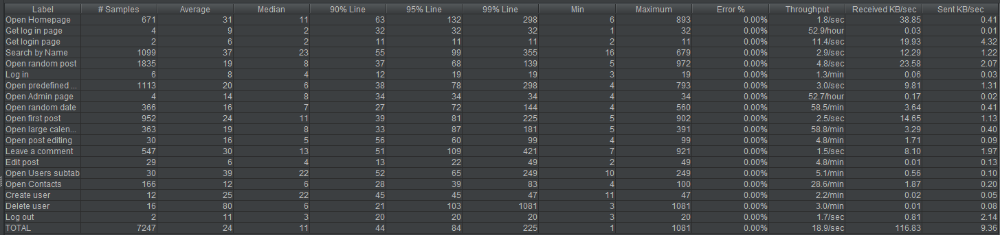 Label # Samples Average Median 90% Line 95% Line 99% Line Min Maximum Error % Throughput Received KB/sec Sent KB/sec
Open Homepage 671 31 11 63 132 298 6 893 0.00% 1.8/sec 38.85 0.41
Get log in page 4 9 2 32 32 32 1 32 0.00% 52.9/hour 0.03 0.01
Get login page 2 6 2 11 11 11 2 11 0.00% 11.4/sec 19.93 4.32
Search by Name 1099 37 23 55 99 355 16 679 0.00% 2.9/sec 12.29 1.22
Open random post 1835 19 8 37 68 139 5 972 0.00% 4.8/sec 23.58 2.07
Log in 6 8 4 12 19 19 3 19 0.00% 1.3/min 0.06 0.03
Open predefined ... 1113 20 6 38 78 298 4 793 0.00% 3.0/sec 9.81 1.31
Open Admin page 4 14 8 34 34 34 4 34 0.00% 52.7/hour 0.17 0.02
Open random date 366 16 7 27 72 144 4 560 0.00% 58.5/min 3.64 0.41
Open first post 952 24 11 39 81 225 5 902 0.00% 2.5/sec 14.65 1.13
Open large calen... 363 19 8 33 87 181 5 391 0.00% 58.8/min 3.29 0.40
Open post editing 30 16 5 56 60 99 4 99 0.00% 4.8/min 1.71 0.09
Leave a comment 547 30 13 51 109 421 7 921 0.00% 1.5/sec 8.10 1.97
Edit post 29 6 4 13 22 49 2 49 0.00% 4.8/min 0.01 0.13
Open Users subtab 30 39 22 52 65 249 10 249 0.00% 5.1/min 0.56 0.10
Open Contacts 166 12 6 28 39 83 4 100 0.00% 28.6/min 1.87 0.20
Create user 12 25 22 45 45 47 11 47 0.00% 2.2/min 0.02 0.05
Delete user 16 80 6 21 103 1081 3 1081 0.00% 3.0/min 0.01 0.08
Log out 2 11 3 20 20 20 3 20 0.00% 1.7/sec 0.81 2.14
TOTAL 7247 24 11 44 84 225 1 1081 0.00% 18.9/sec 116.83 9.36